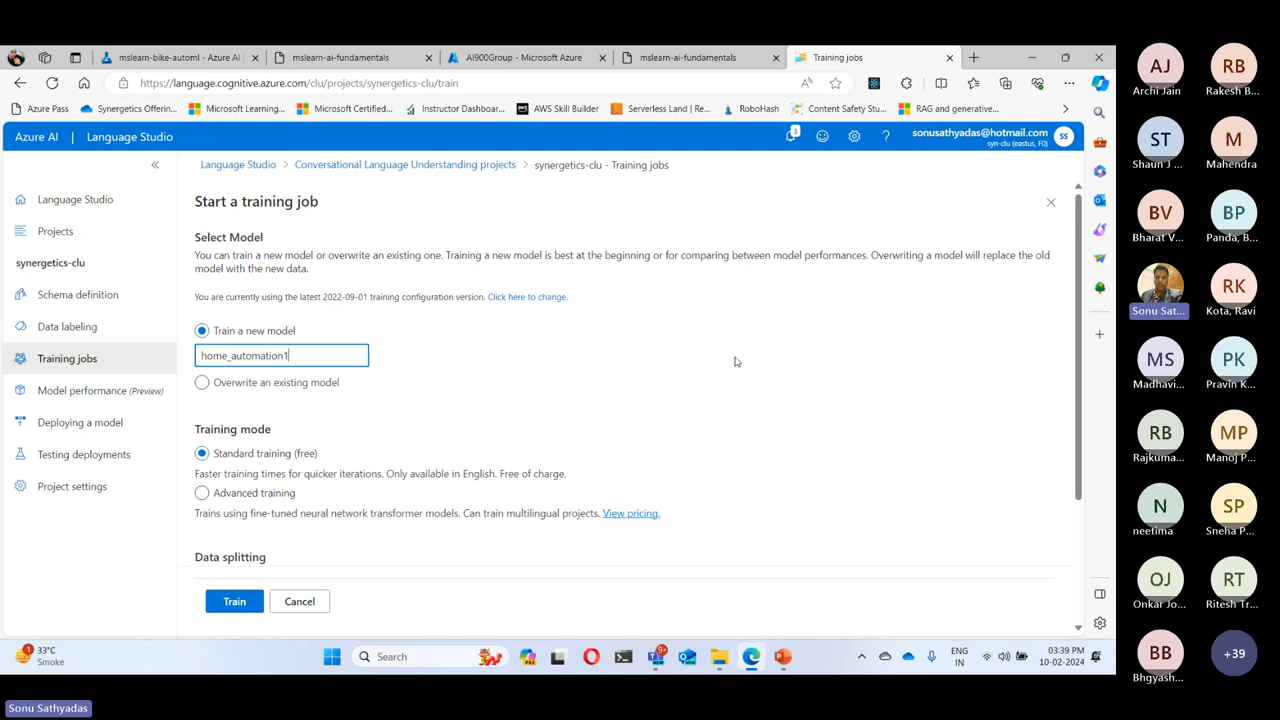 mslearn-bike-automl - Azure AI
mslearn-ai-fundamentals
AI900Group - Microsoft Azure
mslearn-ai-fundamentals
Training jobs
https://language.cognitive.azure.com/clu/projects/synergetics-clu/train
Azure Pass
Synergetics Offerin...
Microsoft Learning...
Microsoft Certified...
Instructor Dashboar...
AWS Skill Builder
Serverless Land | Re...
RoboHash
Content Safety Stu...
RAG and generative...
Azure AI | Language Studio
3
sonusathyadas@hotmail.com
syn-clu (eastus, F0)
SS
Language Studio > Conversational Language Understanding projects > synergetics-clu - Training jobs
Language Studio
Projects
synergetics-clu
Schema definition
Data labeling
Training jobs
Model performance (Preview)
Deploying a model
Testing deployments
Project settings
Start a training job
Select Model
You can train a new model or overwrite an existing one. Training a new model is best at the beginning or for comparing between model performances. Overwriting a model will replace the old
model with the new data.
You are currently using the latest 2022-09-01 training configuration version. Click here to change.
Train a new model
home_automation1
Overwrite an existing model
Training mode
Standard training (free)
Faster training times for quicker iterations. Only available in English. Free of charge.
Advanced training
Trains using fine-tuned neural network transformer models. Can train multilingual projects. View pricing.
Data splitting
Train
Cancel
1
33°C
Smoke
Search
9+
ENG
IN
03:39 PM
10-02-2024
AJ
Archi Jain
RB
Rakesh B...
ST
Shaun J ...
M
Mahendra
BV
Bharat V...
BP
Panda, B...
Sonu Sat...
RK
Kota, Ravi
MS
Madhavi...
PK
Pravin K...
RB
Rajkuma...
MP
Manoj P...
N
neetima
SP
Sneha P...
OJ
Onkar Jo...
RT
Ritesh Tr...
BB
Bhgyash...
+39
Sonu Sathyadas